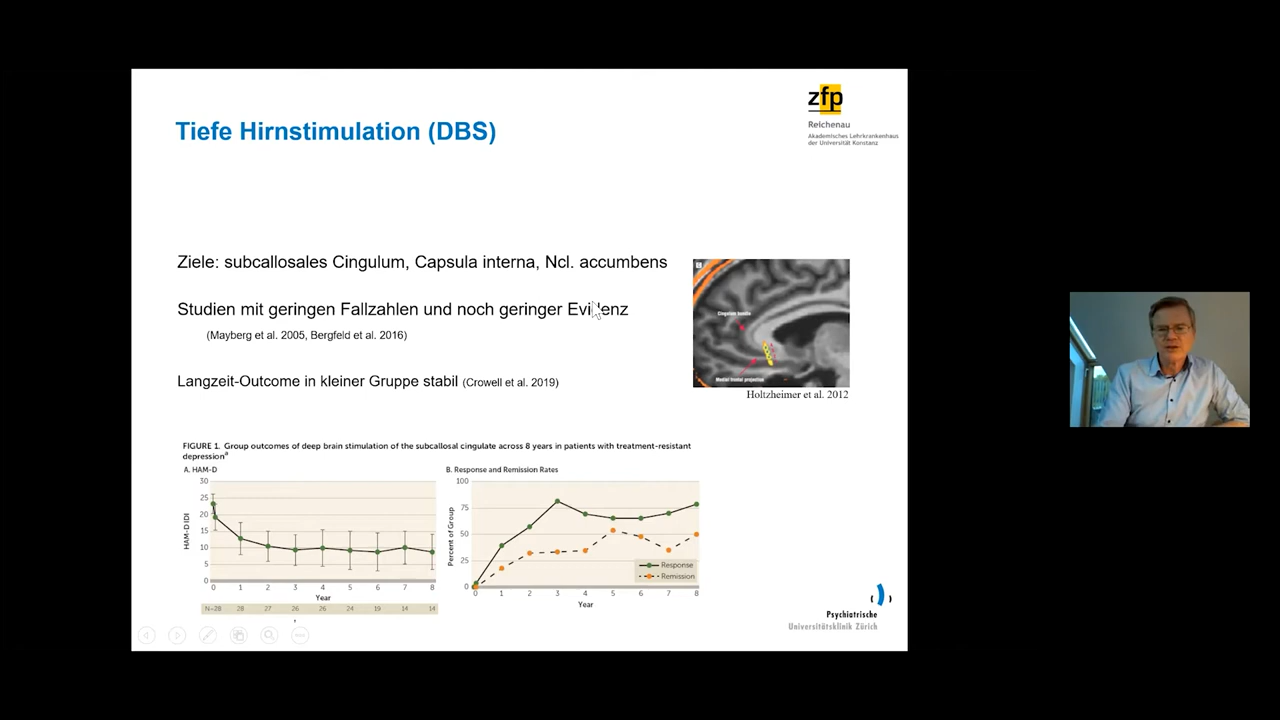 zfp
Reichenau
Akademisches Lehrkrankenhaus
der Universität Konstanz
Tiefe Hirnstimulation (DBS)
Ziele: subcallosales Cingulum, Capsula interna, Ncl. accumbens
Studien mit geringen Fallzahlen und noch geringer Evidenz
(Mayberg et al. 2005, Bergfeld et al. 2016)
Langzeit-Outcome in kleiner Gruppe stabil (Crowell et al. 2019)
Cingulum bundle
Medial frontal projection
Holtzheimer et al. 2012
FIGURE 1. Group outcomes of deep brain stimulation of the subcallosal cingulate across 8 years in patients with treatment-resistant
depressionª
A. HAM-D
30
25
20
15
10
5
0
HAM-D
0 1 2 3 4 5 6 7 8
Year
N=28 28 27 26 26 24 19 14 14
B. Response and Remission Rates
100
75
50
25
0
Percent of Group
Response
Remission
0 1 2 3 4 5 6 7 8
Year
Psychiatrische
Universitätsklinik Zürich